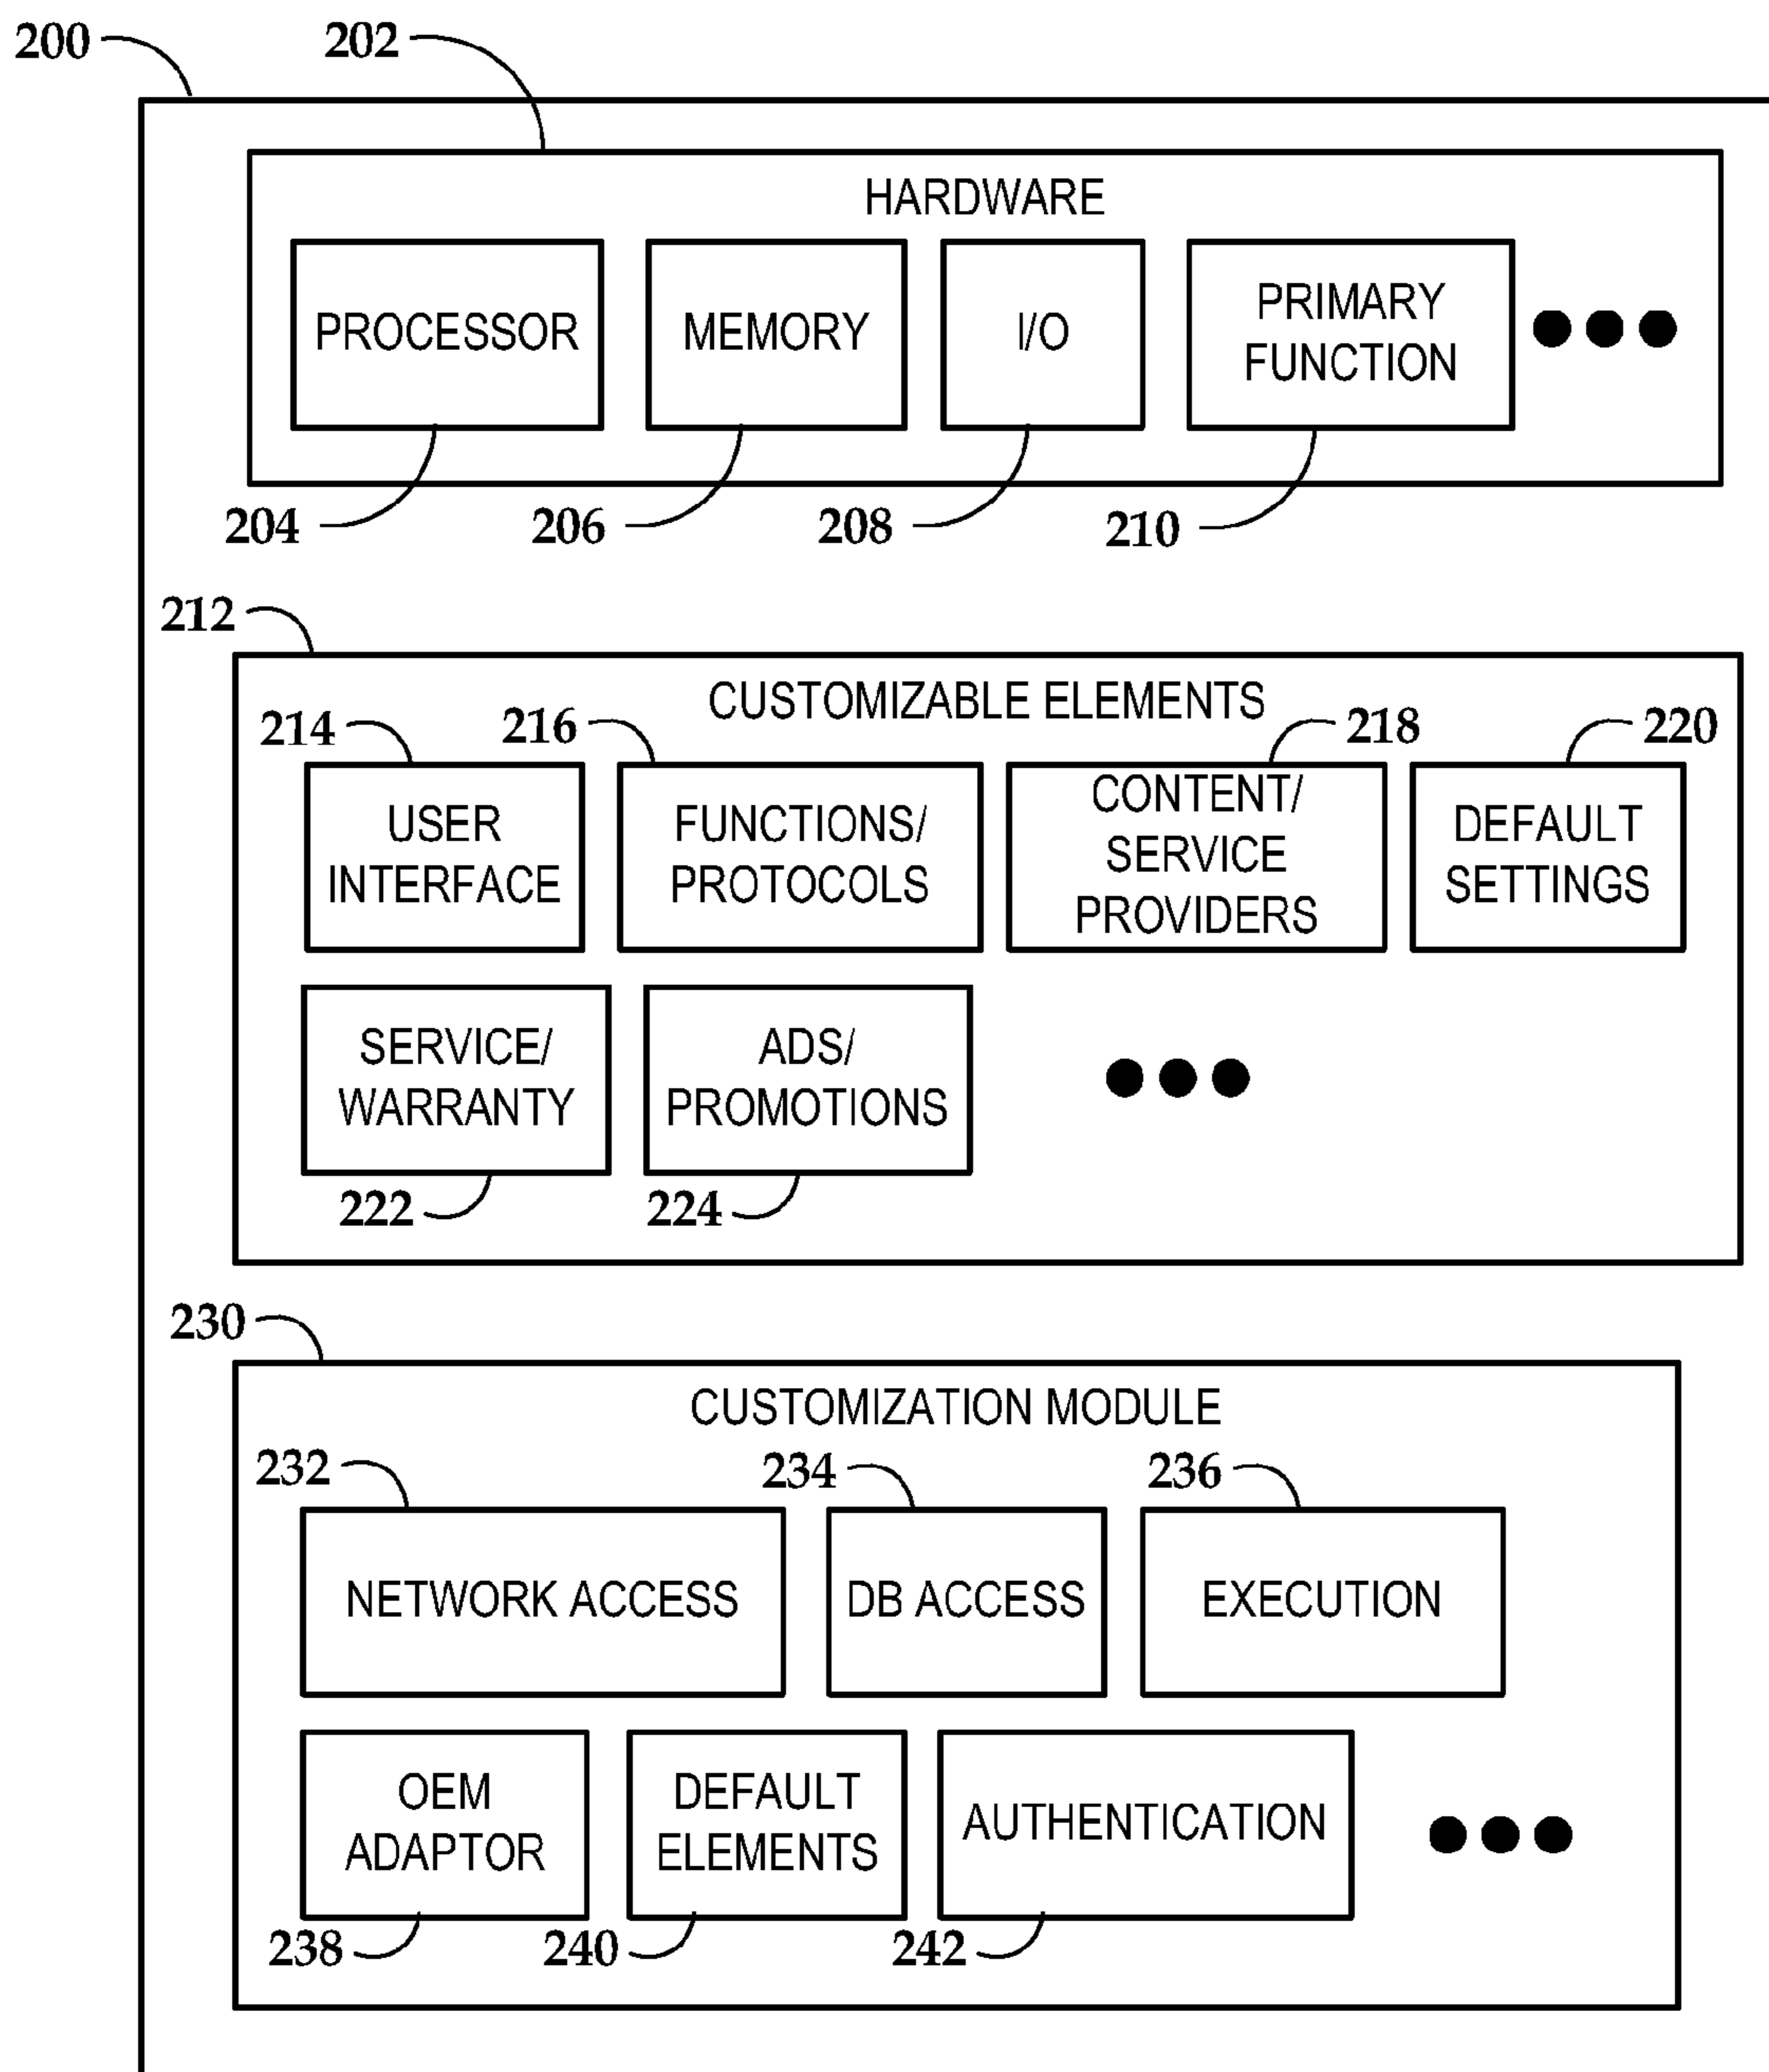 200
202
HARDWARE
PROCESSOR
MEMORY
I/O
PRIMARY
FUNCTION
204
206
208
210
212
CUSTOMIZABLE ELEMENTS
214
216
218
220
USER
INTERFACE
FUNCTIONS/
PROTOCOLS
CONTENT/
SERVICE
PROVIDERS
DEFAULT
SETTINGS
SERVICE/
WARRANTY
ADS/
PROMOTIONS
222
224
230
CUSTOMIZATION MODULE
232
234
236
NETWORK ACCESS
DB ACCESS
EXECUTION
OEM
ADAPTOR
DEFAULT
ELEMENTS
AUTHENTICATION
238
240
242